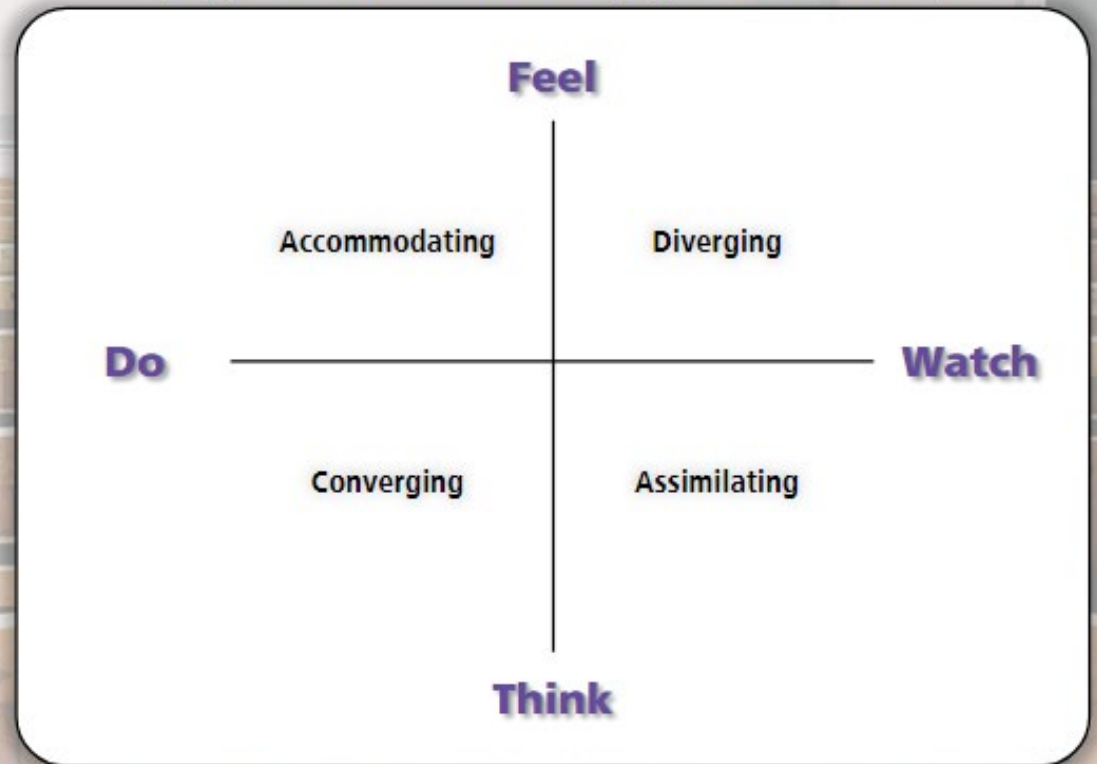 Feel
Accommodating Diverging
Do Watch
Converging Assimilating
Think